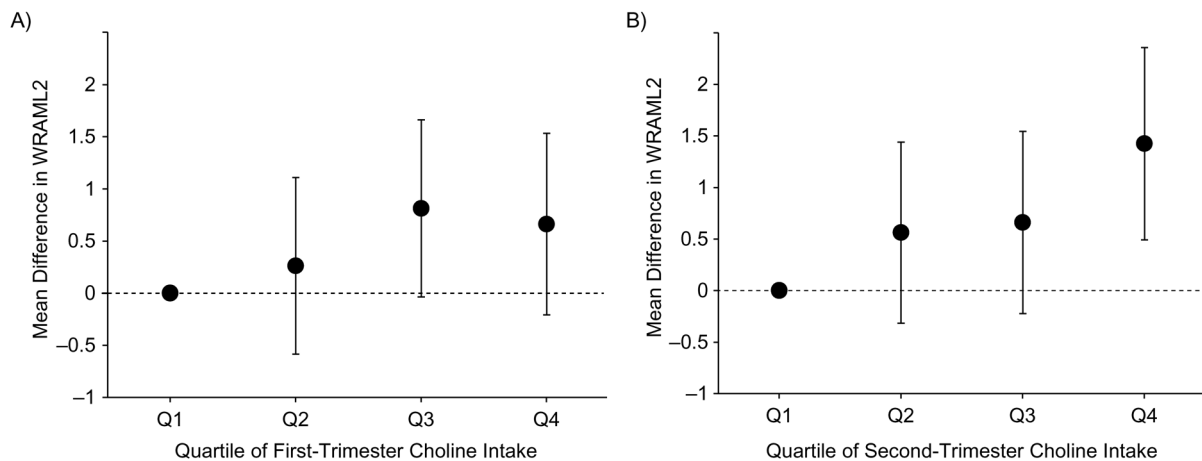 A)
Mean Difference in WRAML2
2
1.5
1
0.5
0
–0.5
–1
Q1 Q2 Q3 Q4
Quartile of First-Trimester Choline Intake
B)
Mean Difference in WRAML2
2
1.5
1
0.5
0
–0.5
–1
Q1 Q2 Q3 Q4
Quartile of Second-Trimester Choline Intake